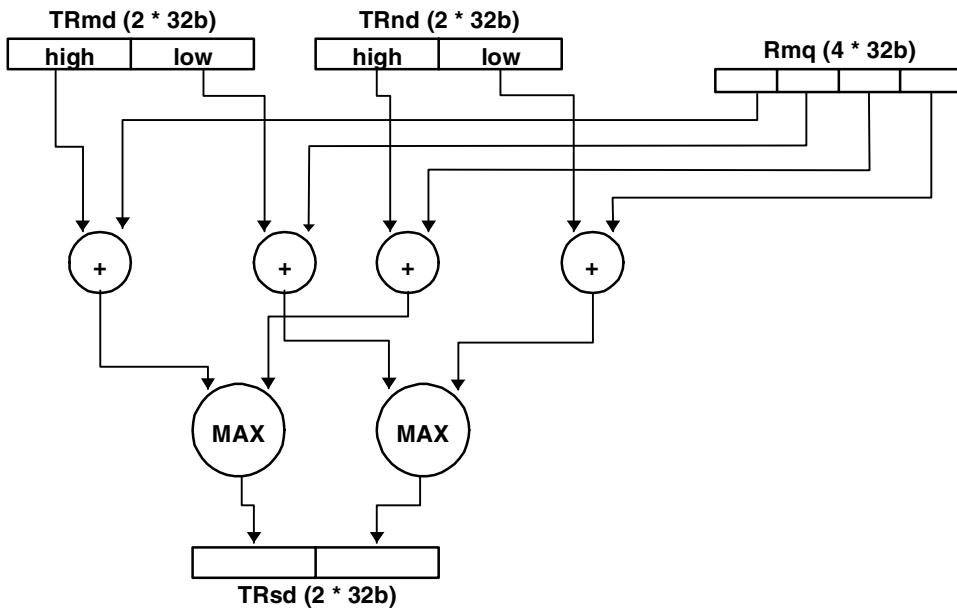 TRmd (2 * 32b)
TRnd (2 * 32b)
Rmq (4 * 32b)
high
low
high
low
+
+
+
+
MAX
MAX
TRsd (2 * 32b)